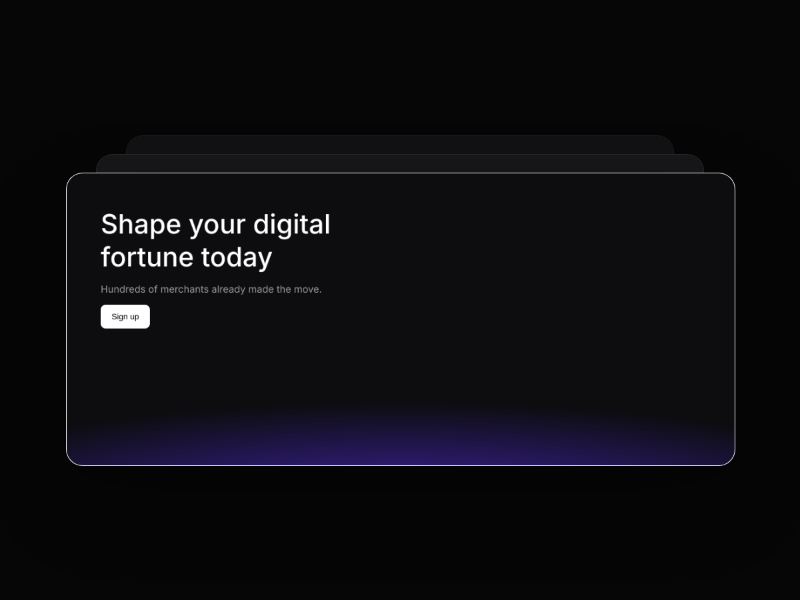 Shape your digital
fortune today
Hundreds of merchants already made the move.
Sign up